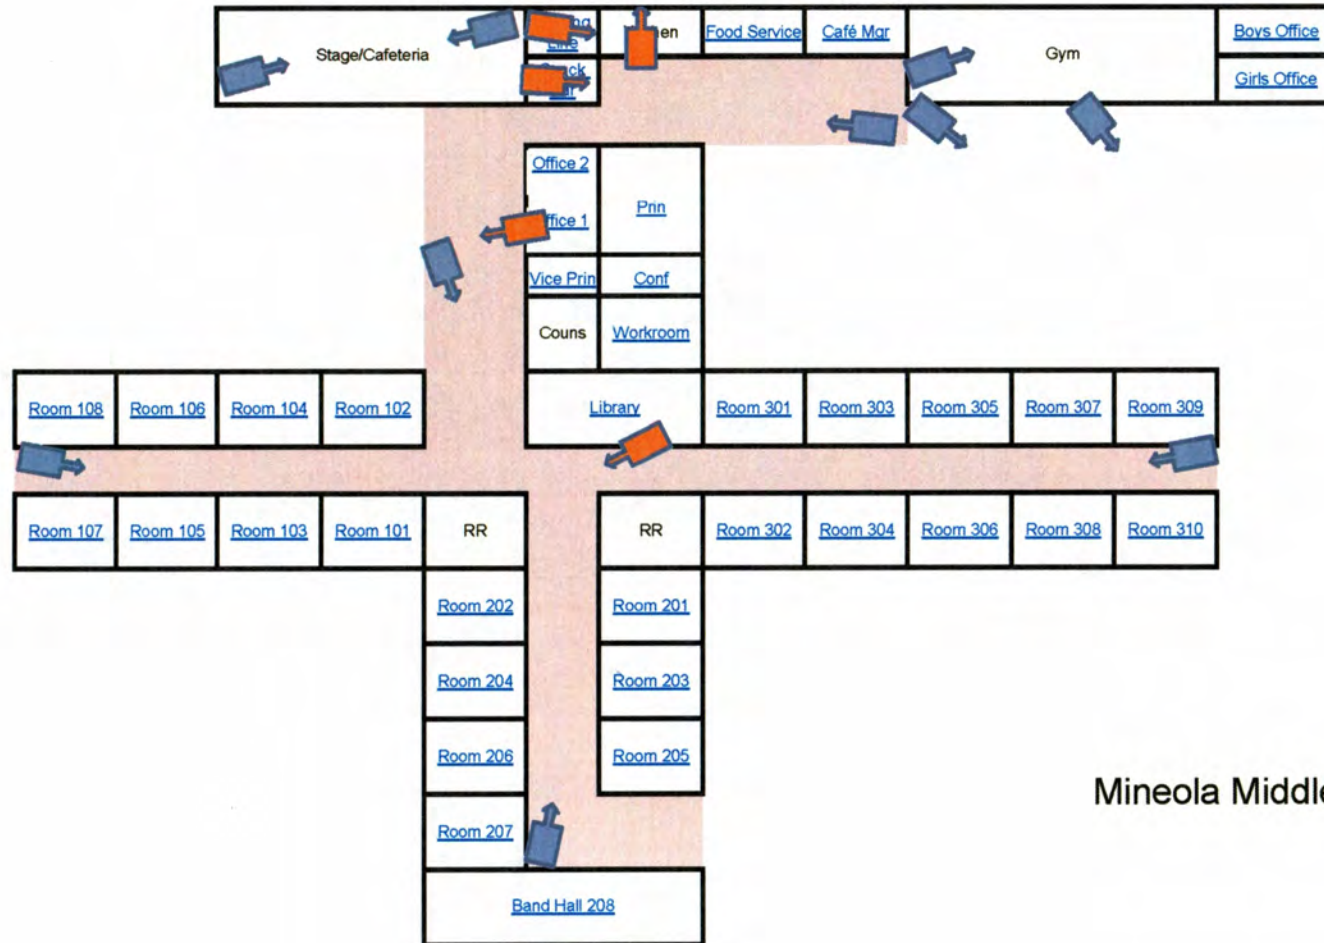 Stage/Cafeteria
Food Service
Café Mgr
Gym
Boys Office
Girls Office
Office 2
Prin
Vice Prin
Conf
Couns
Workroom
Room 108
Room 106
Room 104
Room 102
Library
Room 301
Room 303
Room 305
Room 307
Room 309
Room 107
Room 105
Room 103
Room 101
RR
RR
Room 302
Room 304
Room 306
Room 308
Room 310
Room 202
Room 201
Room 204
Room 203
Room 206
Room 205
Room 207
Mineola Middle
Band Hall 208